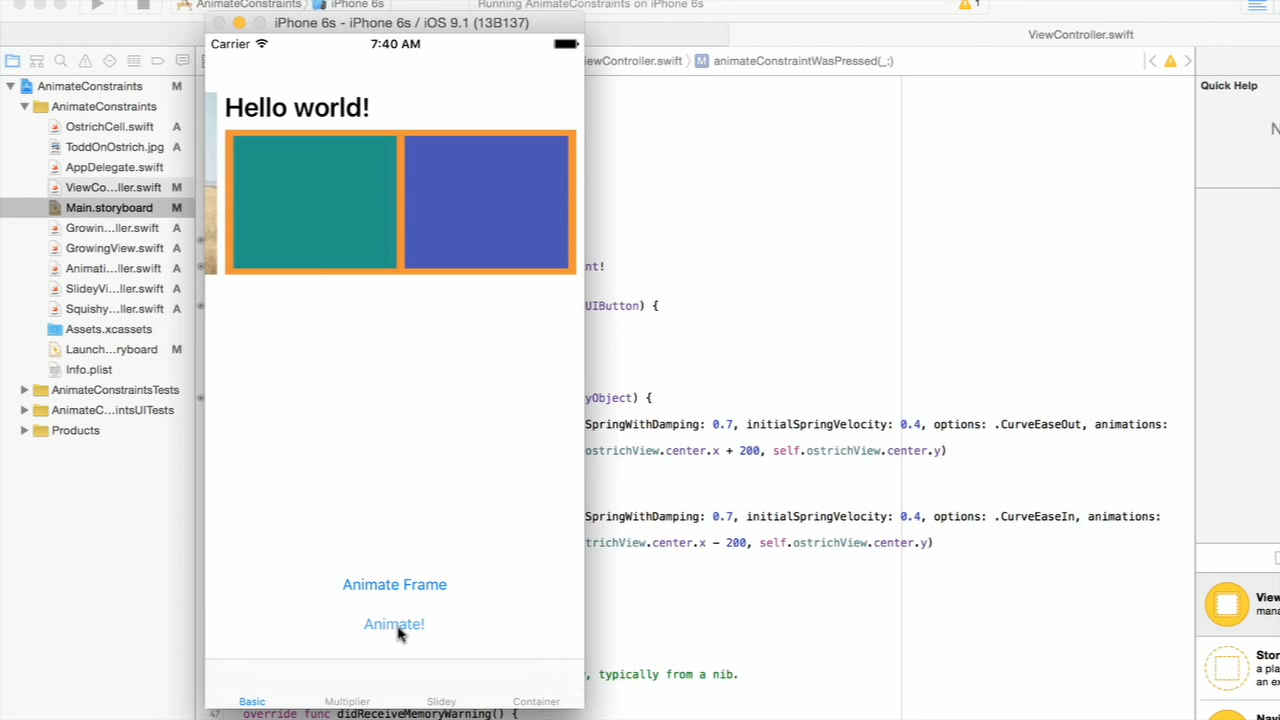 AnimateConstraints iPhone 6s
Running AnimateConstraints on iPhone 6s
1
iPhone 6s - iPhone 6s / iOS 9.1 (13B137)
ViewController.swift
Carrier 7:40 AM
iewController.swift M animateConstraintWasPressed(_:)
Quick Help
AnimateConstraints M
AnimateConstraints
OstrichCell.swift A
ToddOnOstrich.jpg A
AppDelegate.swift
ViewCo...ller.swift M
Main.storyboard M
Growin...ller.swift A
GrowingView.swift A
Animati...ller.swift A
SlideyVi...ller.swift A
Squishy...ller.swift A
Assets.xcassets
Launch...ryboard M
Info.plist
AnimateConstraintsTests
AnimateC...intsUITests
Products
Hello world!
Animate Frame
Animate!
Basic Multiplier Slidey Container
nt!
UIButton) {
yObject) {
SpringWithDamping: 0.7, initialSpringVelocity: 0.4, options: .CurveEaseOut, animations:
ostrichView.center.x + 200, self.ostrichView.center.y)
SpringWithDamping: 0.7, initialSpringVelocity: 0.4, options: .CurveEaseIn, animations:
trichView.center.x - 200, self.ostrichView.center.y)
, typically from a nib.
47 override func didReceiveMemoryWarning() {
View
mana
Stor
a pla
an ex